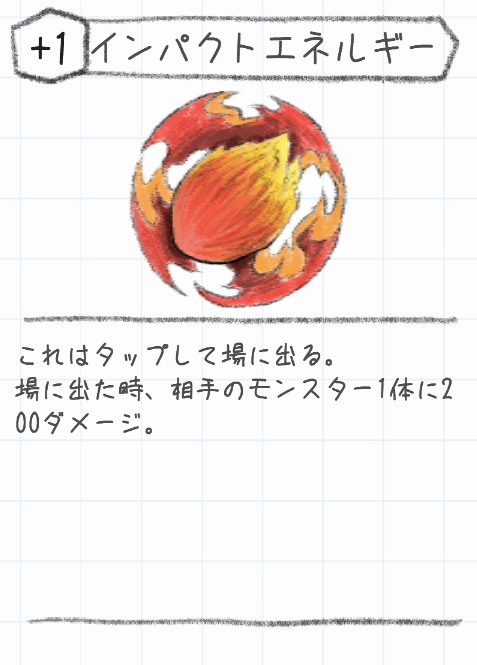 +1 インパクトエネルギー
これはタップして場に出る。
場に出た時、相手のモンスター1体に2
00ダメージ。